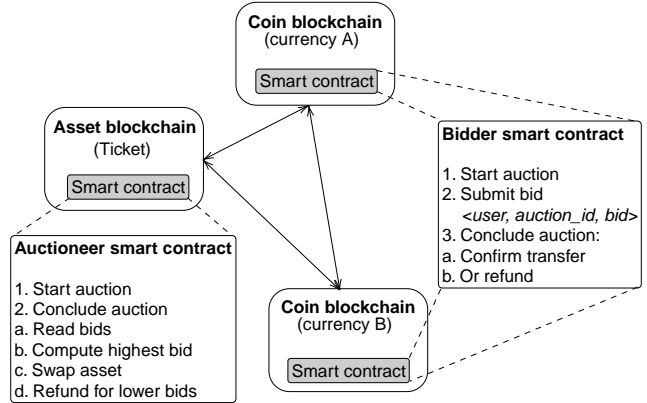 Coin blockchain
(currency A)
Smart contract
Asset blockchain
(Ticket)
Smart contract
Bidder smart contract
1. Start auction
2. Submit bid
<user, auction_id, bid>
3. Conclude auction:
a. Confirm transfer
b. Or refund
Auctioneer smart contract
1. Start auction
2. Conclude auction
a. Read bids
b. Compute highest bid
c. Swap asset
d. Refund for lower bids
Coin blockchain
(currency B)
Smart contract